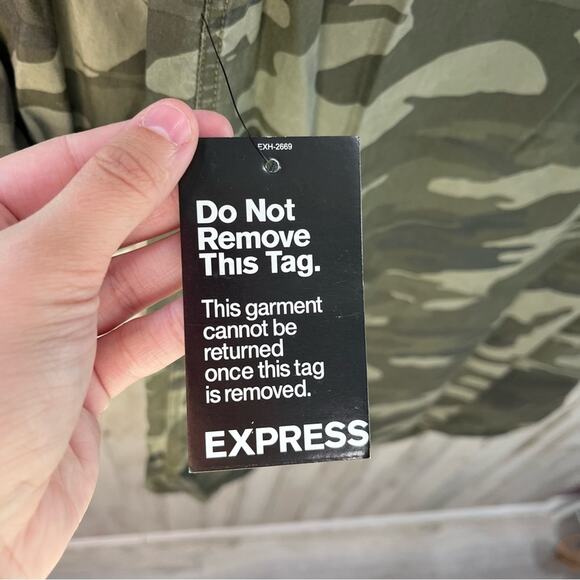 EXH-2669
Do Not
Remove
This Tag.
This garment
cannot be
returned
once this tag
is removed.
EXPRESS